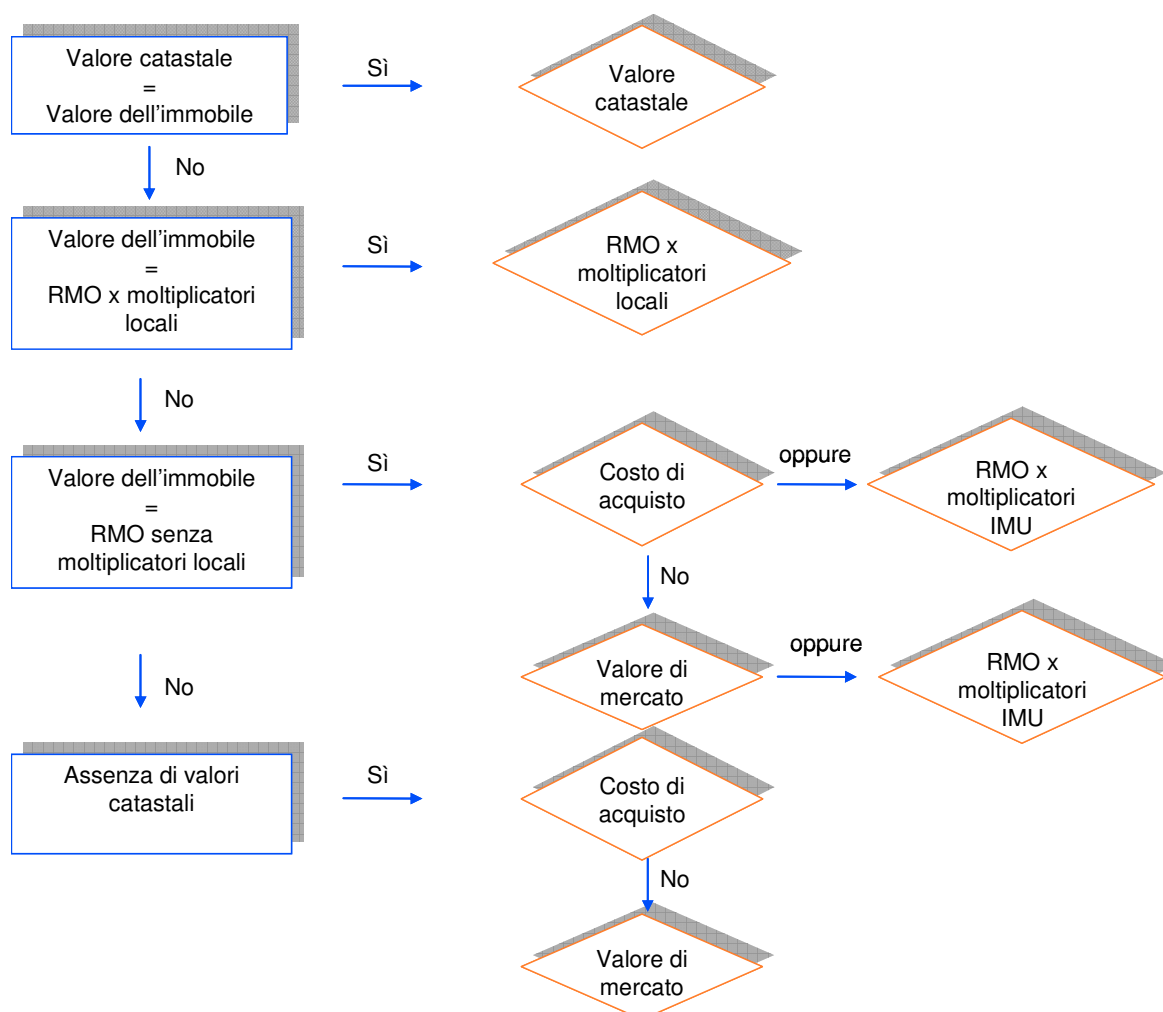 Valore catastale
=
Valore dell'immobile
Sì
Valore
catastale
No
Valore dell'immobile
=
RMO x moltiplicatori
locali
Sì
RMO x
moltiplicatori
locali
No
Valore dell'immobile
=
RMO senza
moltiplicatori locali
Sì
Costo di
acquisto
oppure
RMO x
moltiplicatori
IMU
No
Valore di
mercato
oppure
RMO x
moltiplicatori
IMU
No
Assenza di valori
catastali
Sì
Costo di
acquisto
No
Valore di
mercato